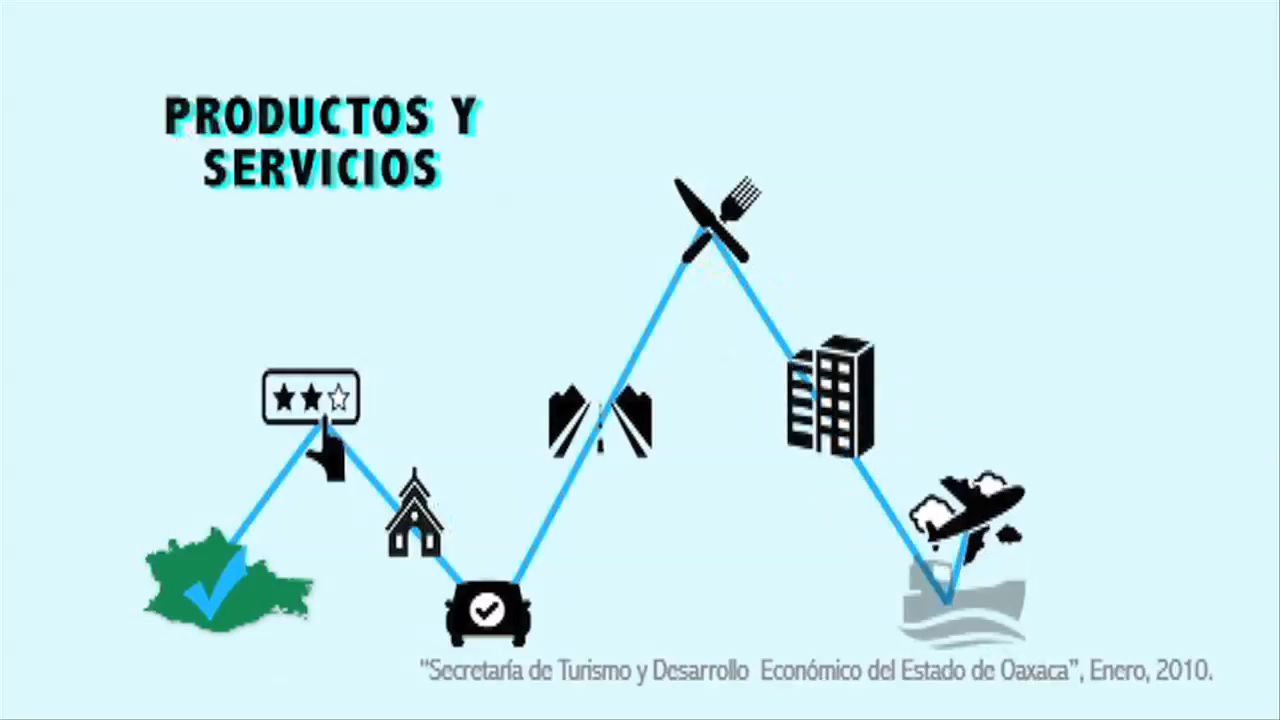 PRODUCTOS Y
SERVICIOS
“Secretaría de Turismo y Desarrollo Económico del Estado de Oaxaca”, Enero, 2010.